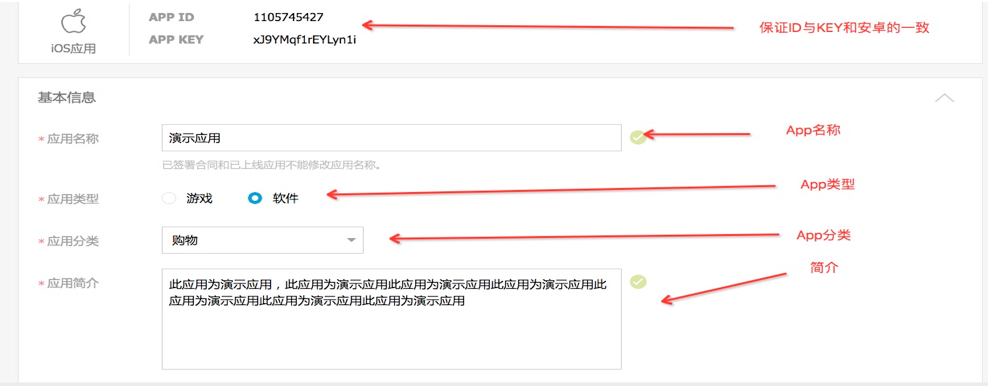 APP ID 1105745427
APP KEY xJ9YMqf1rEYLyn1i
保证ID与KEY和安卓的一致
iOS应用
基本信息
* 应用名称 演示应用 App名称
已签署合同和已上线应用不能修改应用名称。
* 应用类型 游戏 软件 App类型
* 应用分类 购物 App分类
* 应用简介 简介
此应用为演示应用，此应用为演示应用此应用为演示应用此应用为演示应用此
应用为演示应用此应用为演示应用此应用为演示应用